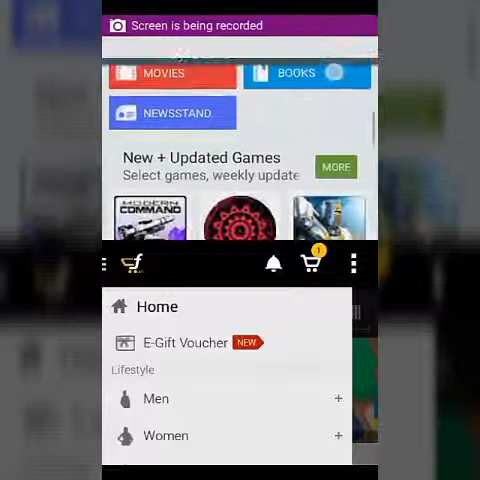 Screen is being recorded
MOVIES
BOOKS
NEWSSTAND
New + Updated Games
Select games, weekly update
MORE
MODERN
COMMAND
1
Home
E-Gift Voucher NEW
Lifestyle
Men +
Women +